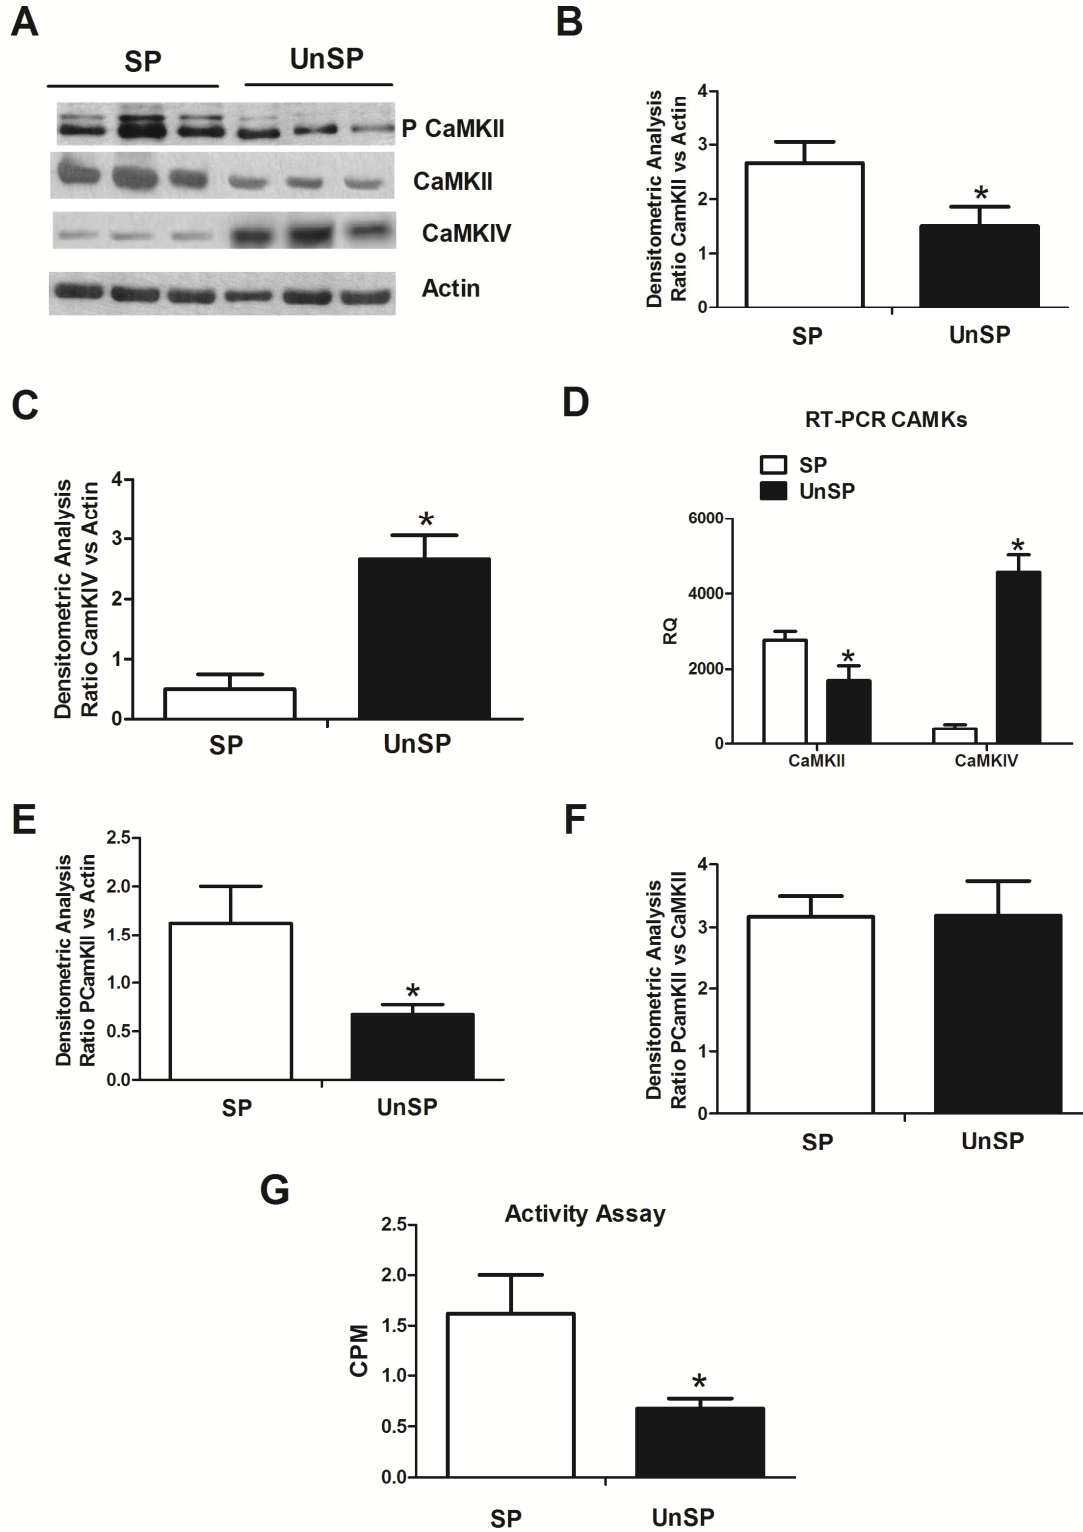 A
SP
UnSP
P CaMKII
CaMKII
CaMKIV
Actin
B
Densitometric Analysis
Ratio CamKII vs Actin
4
3
2
1
0
*
SP
UnSP
C
Densitometric Analysis
Ratio CamKIV vs Actin
4
3
2
1
0
*
SP
UnSP
D
RT-PCR CAMKs
SP
UnSP
RQ
6000
4000
2000
0
*
*
CaMKII
CaMKIV
E
Densitometric Analysis
Ratio PCamKII vs Actin
2.5
2.0
1.5
1.0
0.5
0.0
*
SP
UnSP
F
Densitometric Analysis
Ratio PCamKII vs CaMKII
4
3
2
1
0
SP
UnSP
G
Activity Assay
CPM
2.5
2.0
1.5
1.0
0.5
0.0
*
SP
UnSP